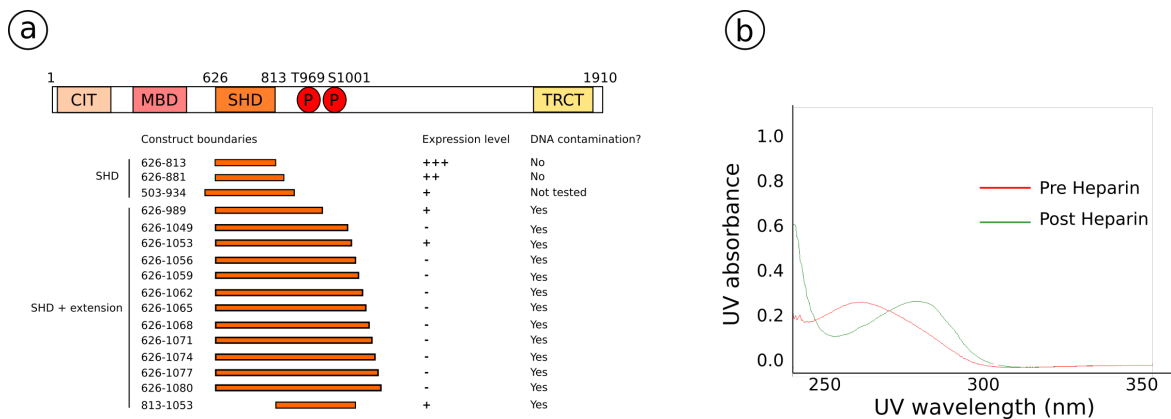 a
1 626 813 T969 S1001 1910
CIT MBD SHD P P TRCT
Construct boundaries Expression level DNA contamination?
SHD
626-813 +++ No
626-881 ++ No
503-934 + Not tested
SHD + extension
626-989 + Yes
626-1049 - Yes
626-1053 + Yes
626-1056 - Yes
626-1059 - Yes
626-1062 - Yes
626-1065 - Yes
626-1068 - Yes
626-1071 - Yes
626-1074 - Yes
626-1077 - Yes
626-1080 - Yes
813-1053 + Yes
b
UV absorbance
1.0
0.8
0.6
0.4
0.2
0.0
Pre Heparin
Post Heparin
250 300 350
UV wavelength (nm)